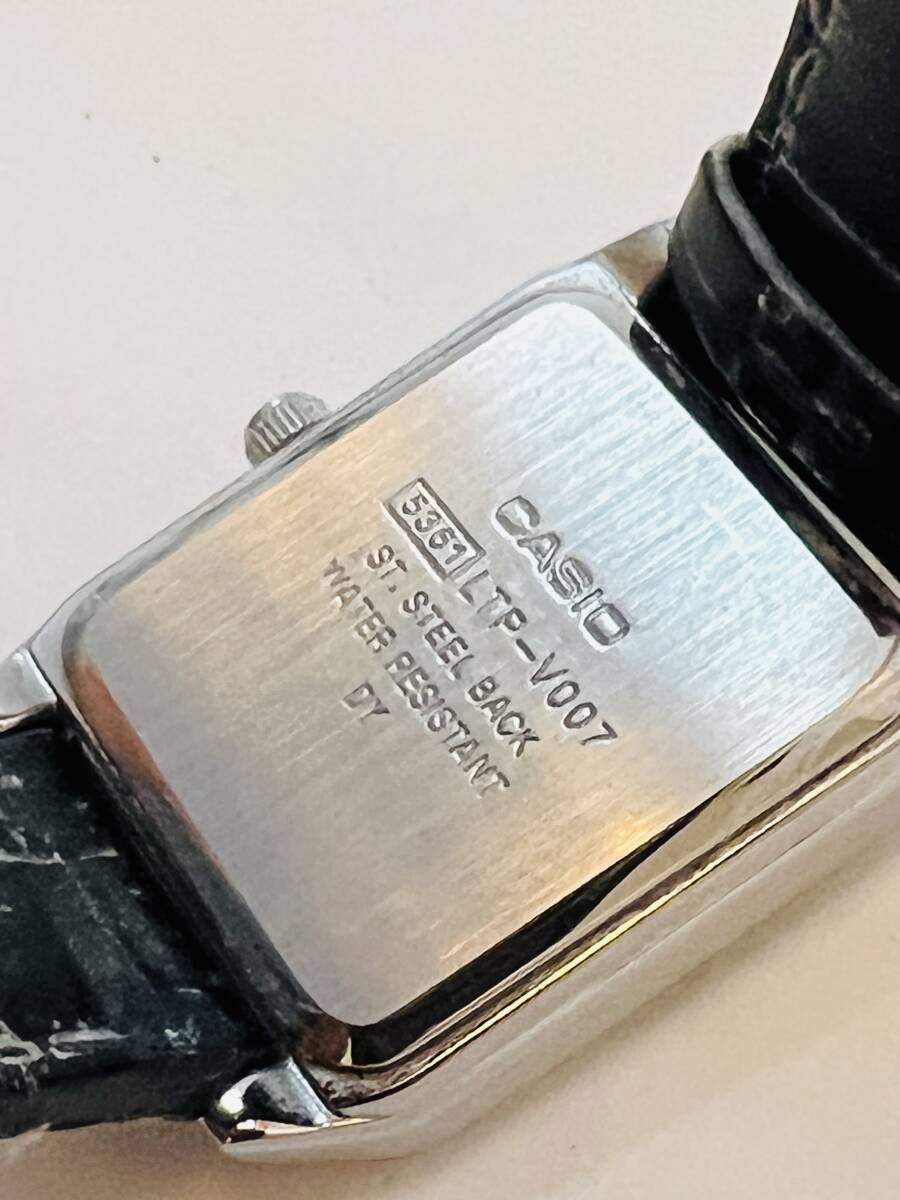 CASIO
5361 LTP-V007
ST. STEEL BACK
WATER RESISTANT
DY